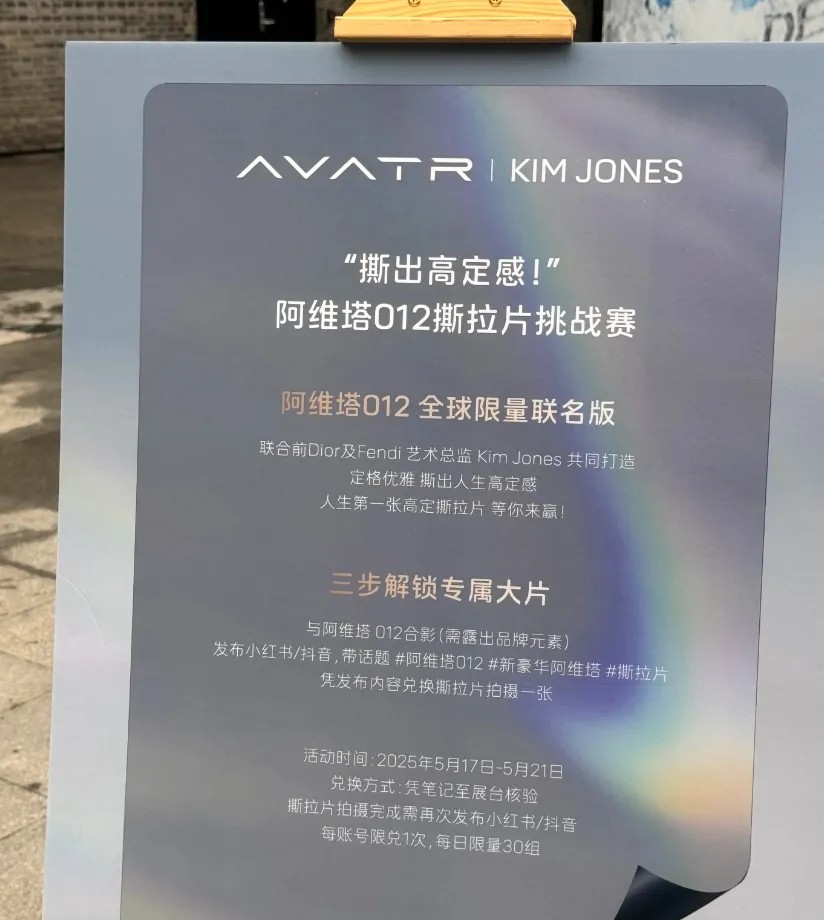 AVATR | KIM JONES
“撕出高定感！”
阿维塔012撕拉片挑战赛
阿维塔012 全球限量联名版
联合前Dior及Fendi 艺术总监 Kim Jones 共同打造
定格优雅 撕出人生高定感
人生第一张高定撕拉片 等你来赢！
三步解锁专属大片
与阿维塔 012合影（需露出品牌元素）
发布小红书/抖音，带话题 #阿维塔012 #新豪华阿维塔 #撕拉片
凭发布内容兑换撕拉片拍摄一张
活动时间：2025年5月17日-5月21日
兑换方式：凭笔记至展台核验
撕拉片拍摄完成需再次发布小红书/抖音
每账号限兑1次，每日限量30组